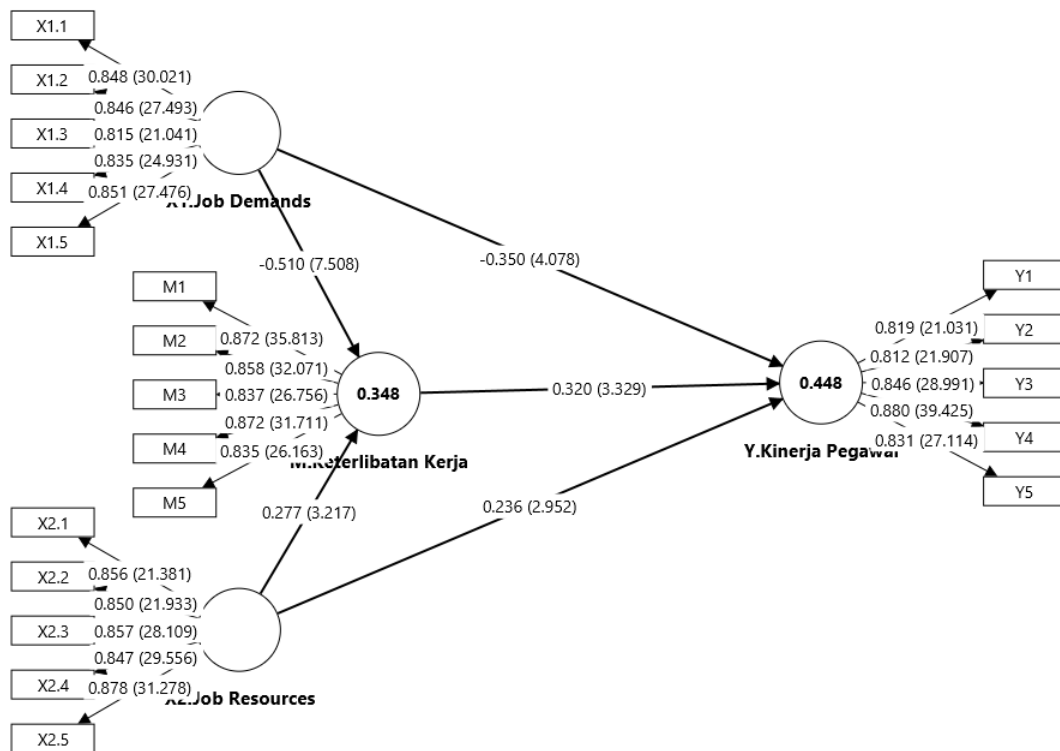 X1.1
X1.2
X1.3
X1.4
X1.5
0.848 (30.021)
0.846 (27.493)
0.815 (21.041)
0.835 (24.931)
0.851 (27.476)
X1.Job Demands
-0.510 (7.508)
-0.350 (4.078)
M1
M2
M3
M4
M5
0.872 (35.813)
0.858 (32.071)
0.837 (26.756)
0.872 (31.711)
0.835 (26.163)
0.348
M.Keterlibatan Kerja
0.320 (3.329)
0.277 (3.217)
0.236 (2.952)
0.448
Y.Kinerja Pegawai
0.819 (21.031)
0.812 (21.907)
0.846 (28.991)
0.880 (39.425)
0.831 (27.114)
Y1
Y2
Y3
Y4
Y5
X2.1
X2.2
X2.3
X2.4
X2.5
0.856 (21.381)
0.850 (21.933)
0.857 (28.109)
0.847 (29.556)
0.878 (31.278)
X2.Job Resources